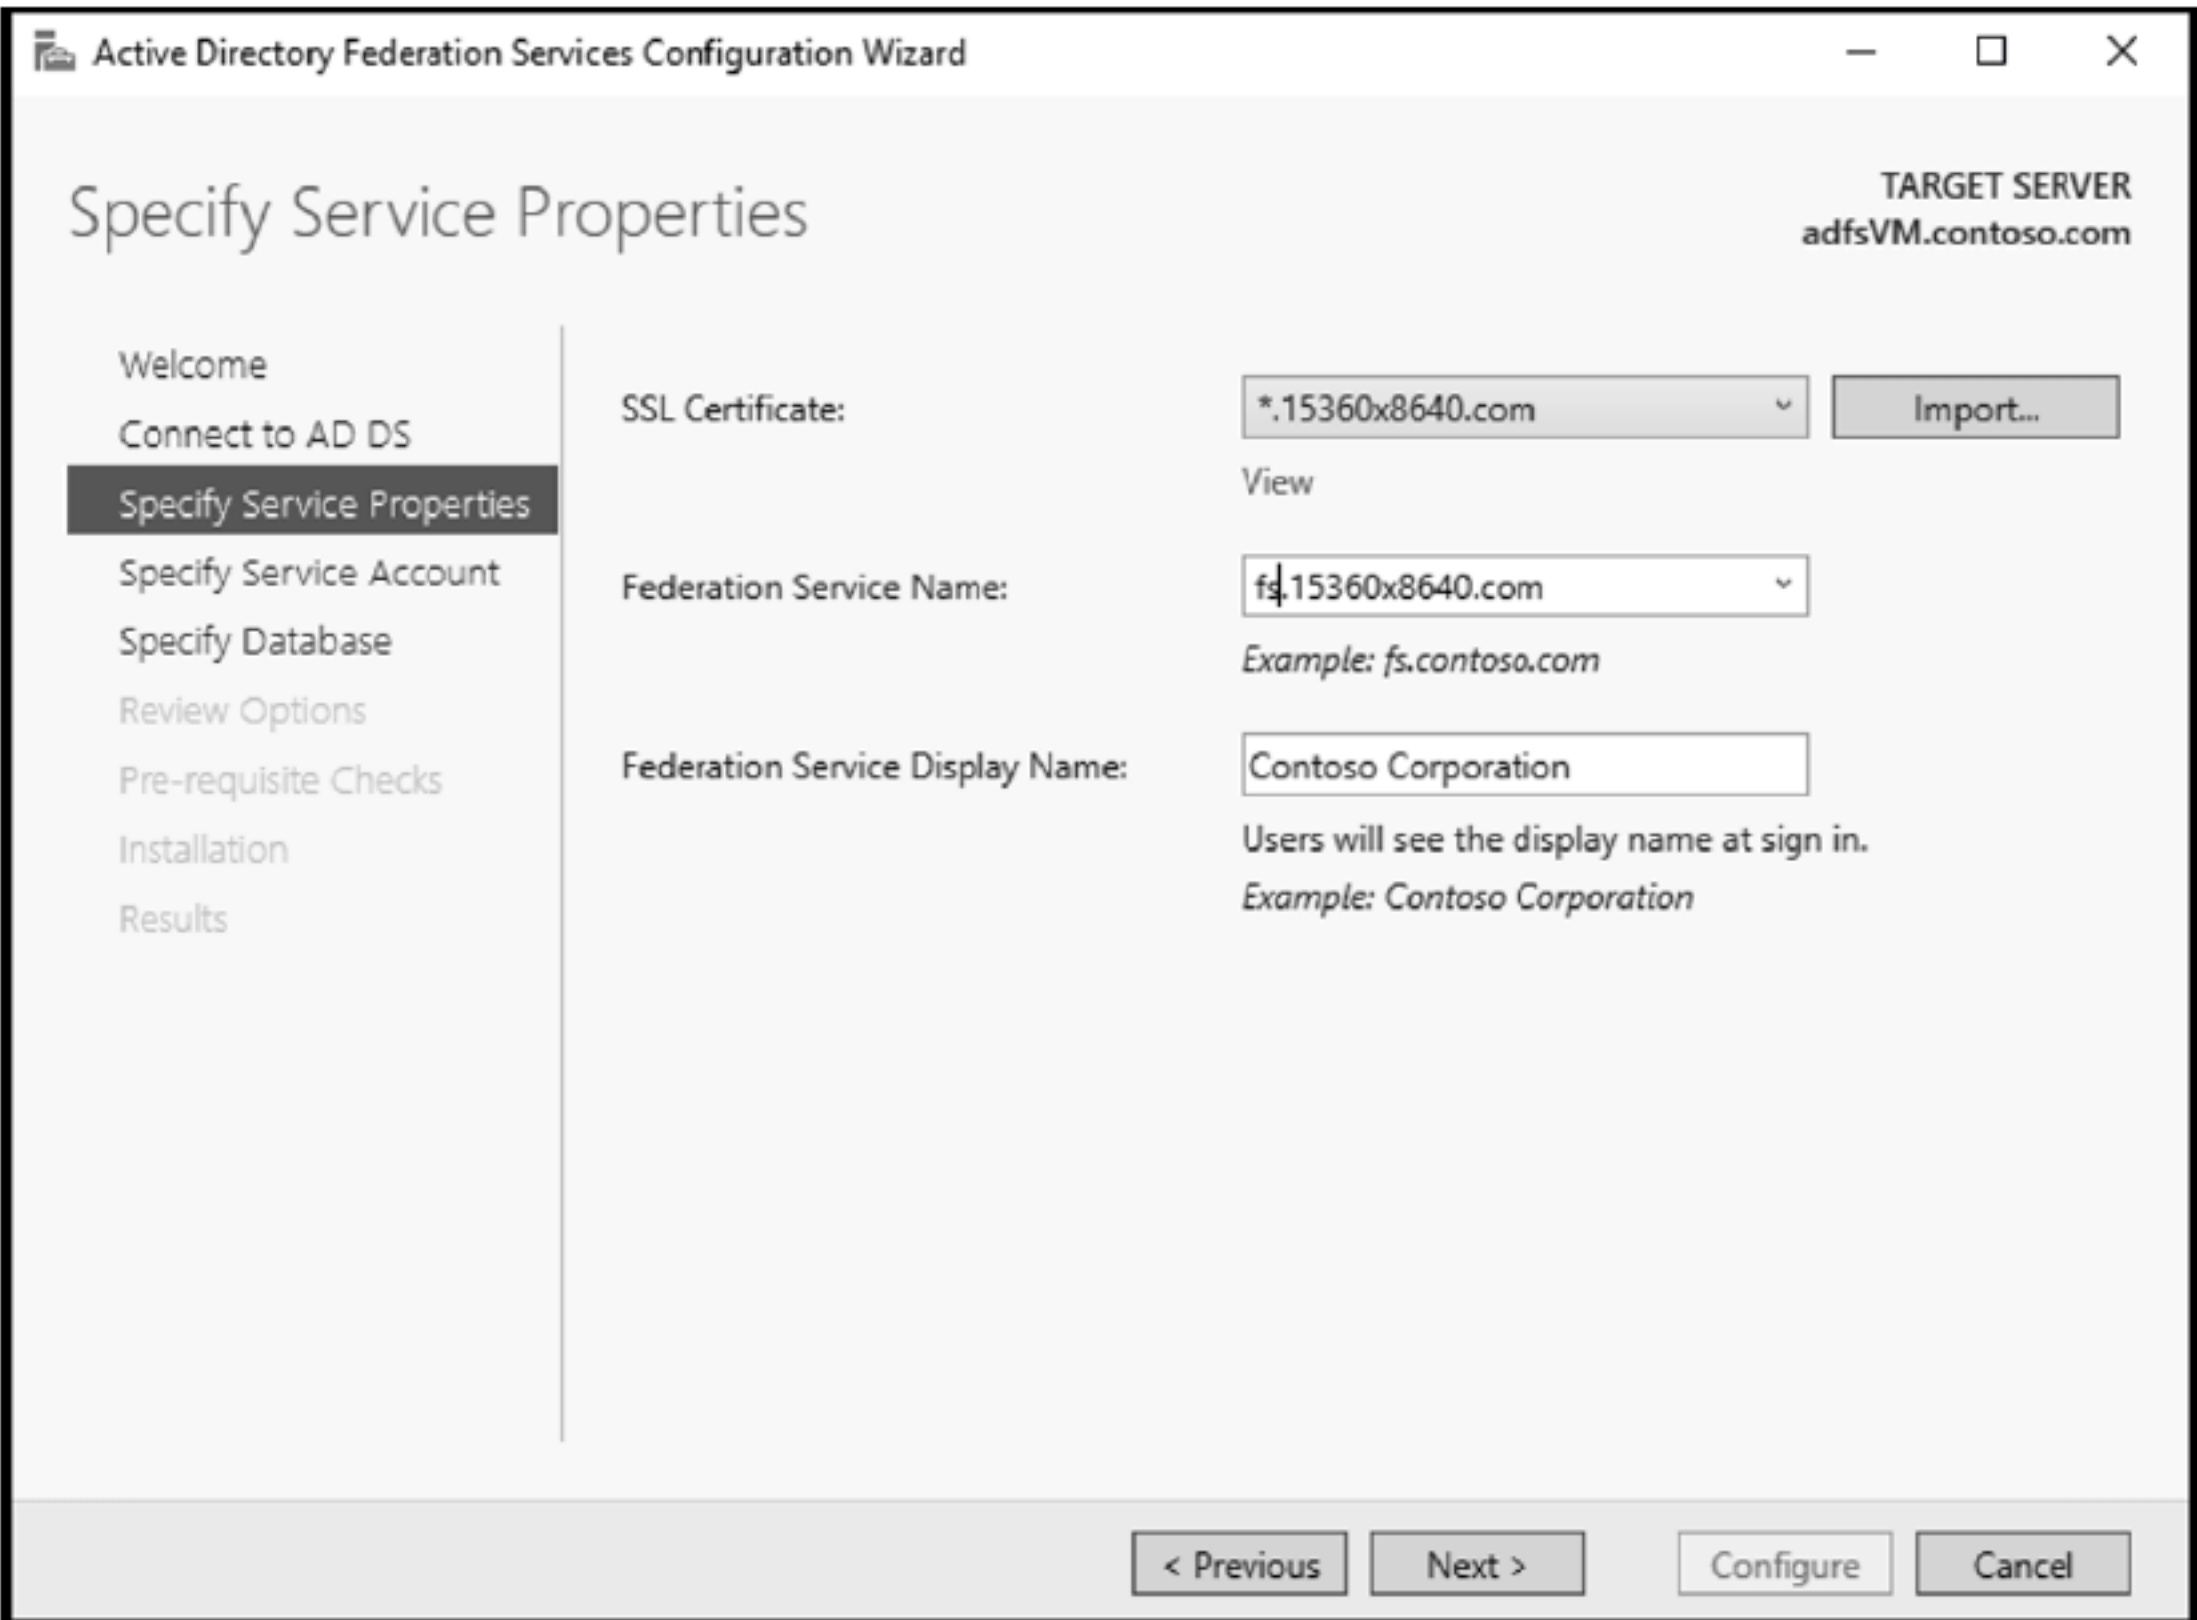 Active Directory Federation Services Configuration Wizard
Specify Service Properties
TARGET SERVER
adfsVM.contoso.com
Welcome
Connect to AD DS
Specify Service Properties
Specify Service Account
Specify Database
Review Options
Pre-requisite Checks
Installation
Results
SSL Certificate:
*.15360x8640.com
Import...
View
Federation Service Name:
fs.15360x8640.com
Example: fs.contoso.com
Federation Service Display Name:
Contoso Corporation
Users will see the display name at sign in.
Example: Contoso Corporation
< Previous
Next >
Configure
Cancel